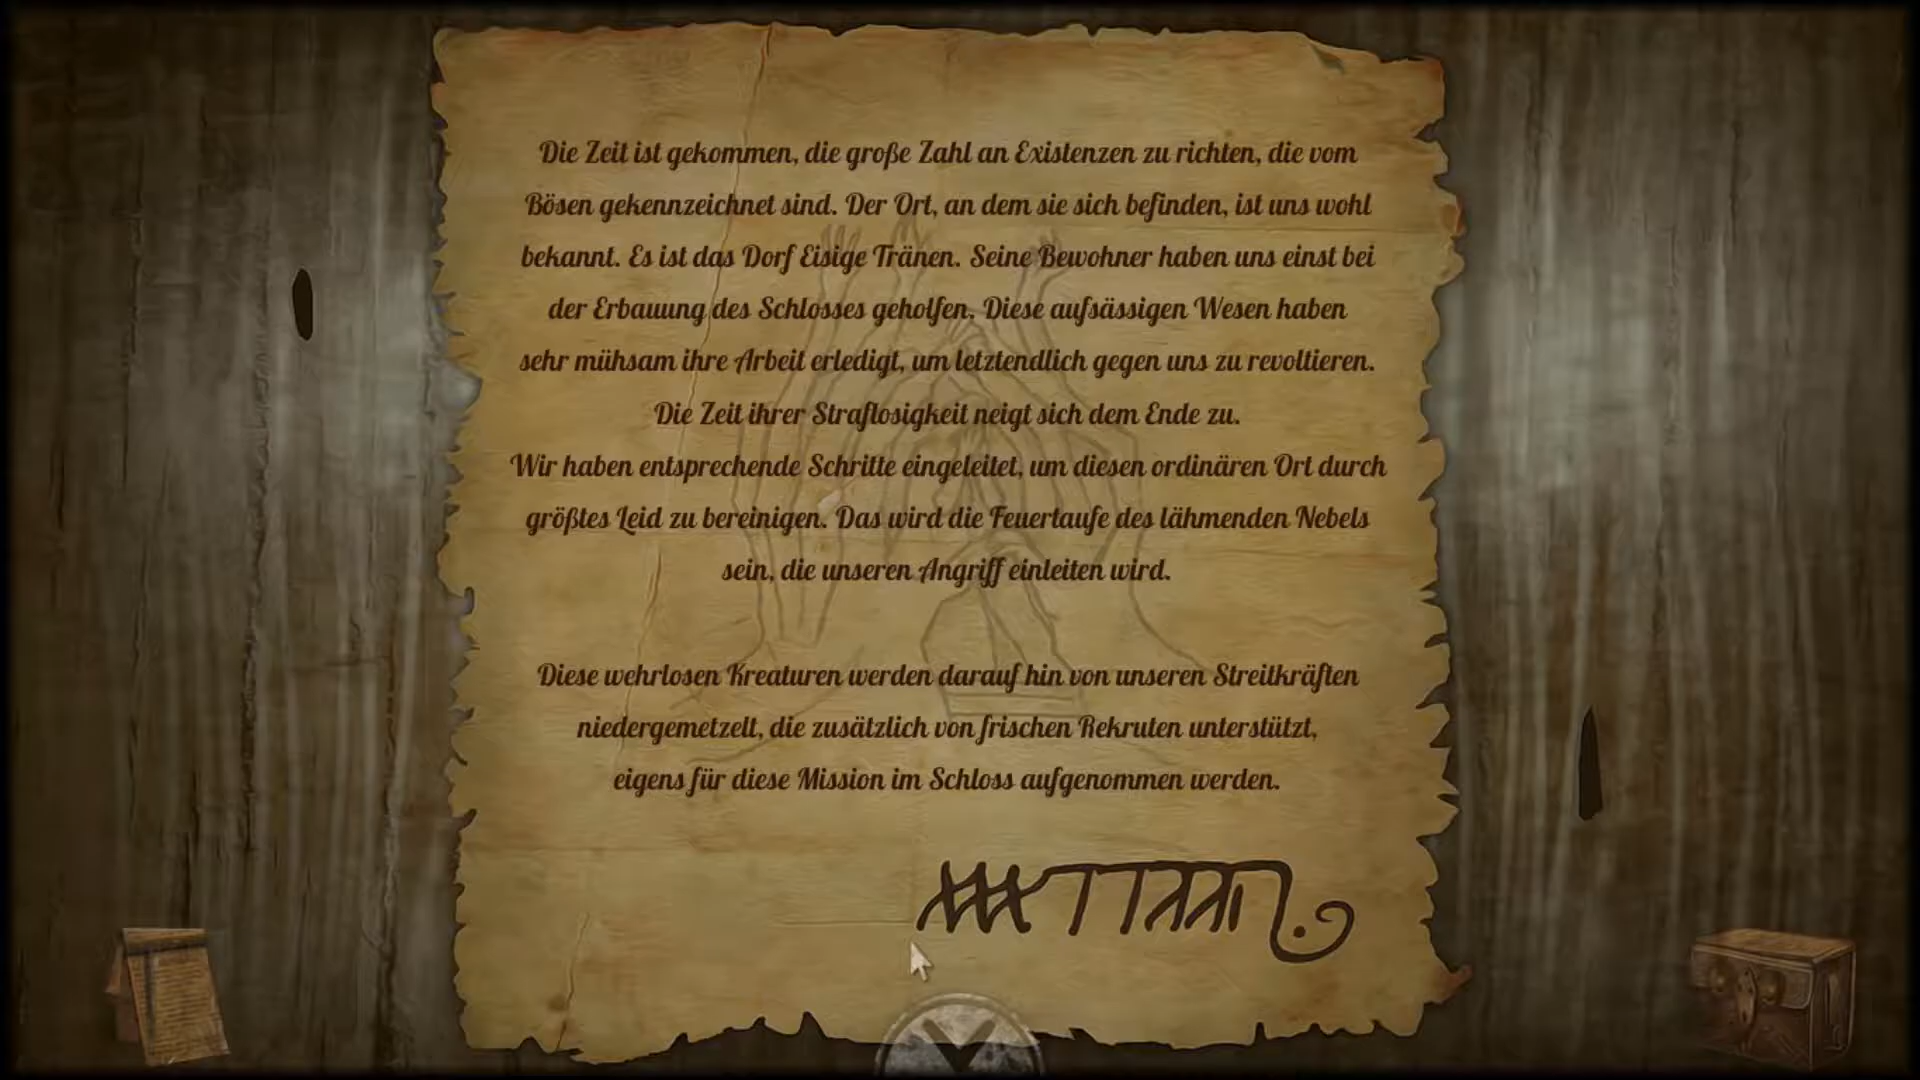 Die Zeit ist gekommen, die große Zahl an Existenzen zu richten, die vom
Bösen gekennzeichnet sind. Der Ort, an dem sie sich befinden, ist uns wohl
bekannt. Es ist das Dorf Eisige Tränen. Seine Bewohner haben uns einst bei
der Erbauung des Schlosses geholfen. Diese aufsässigen Wesen haben
sehr mühsam ihre Arbeit erledigt, um letztendlich gegen uns zu revoltieren.
Die Zeit ihrer Straflosigkeit neigt sich dem Ende zu.
Wir haben entsprechende Schritte eingeleitet, um diesen ordinären Ort durch
größtes Leid zu bereinigen. Das wird die Feuertaufe des lähmenden Nebels
sein, die unseren Angriff einleiten wird.
Diese wehrlosen Kreaturen werden darauf hin von unseren Streitkräften
niedergemetzelt, die zusätzlich von frischen Rekruten unterstützt,
eigens für diese Mission im Schloss aufgenommen werden.